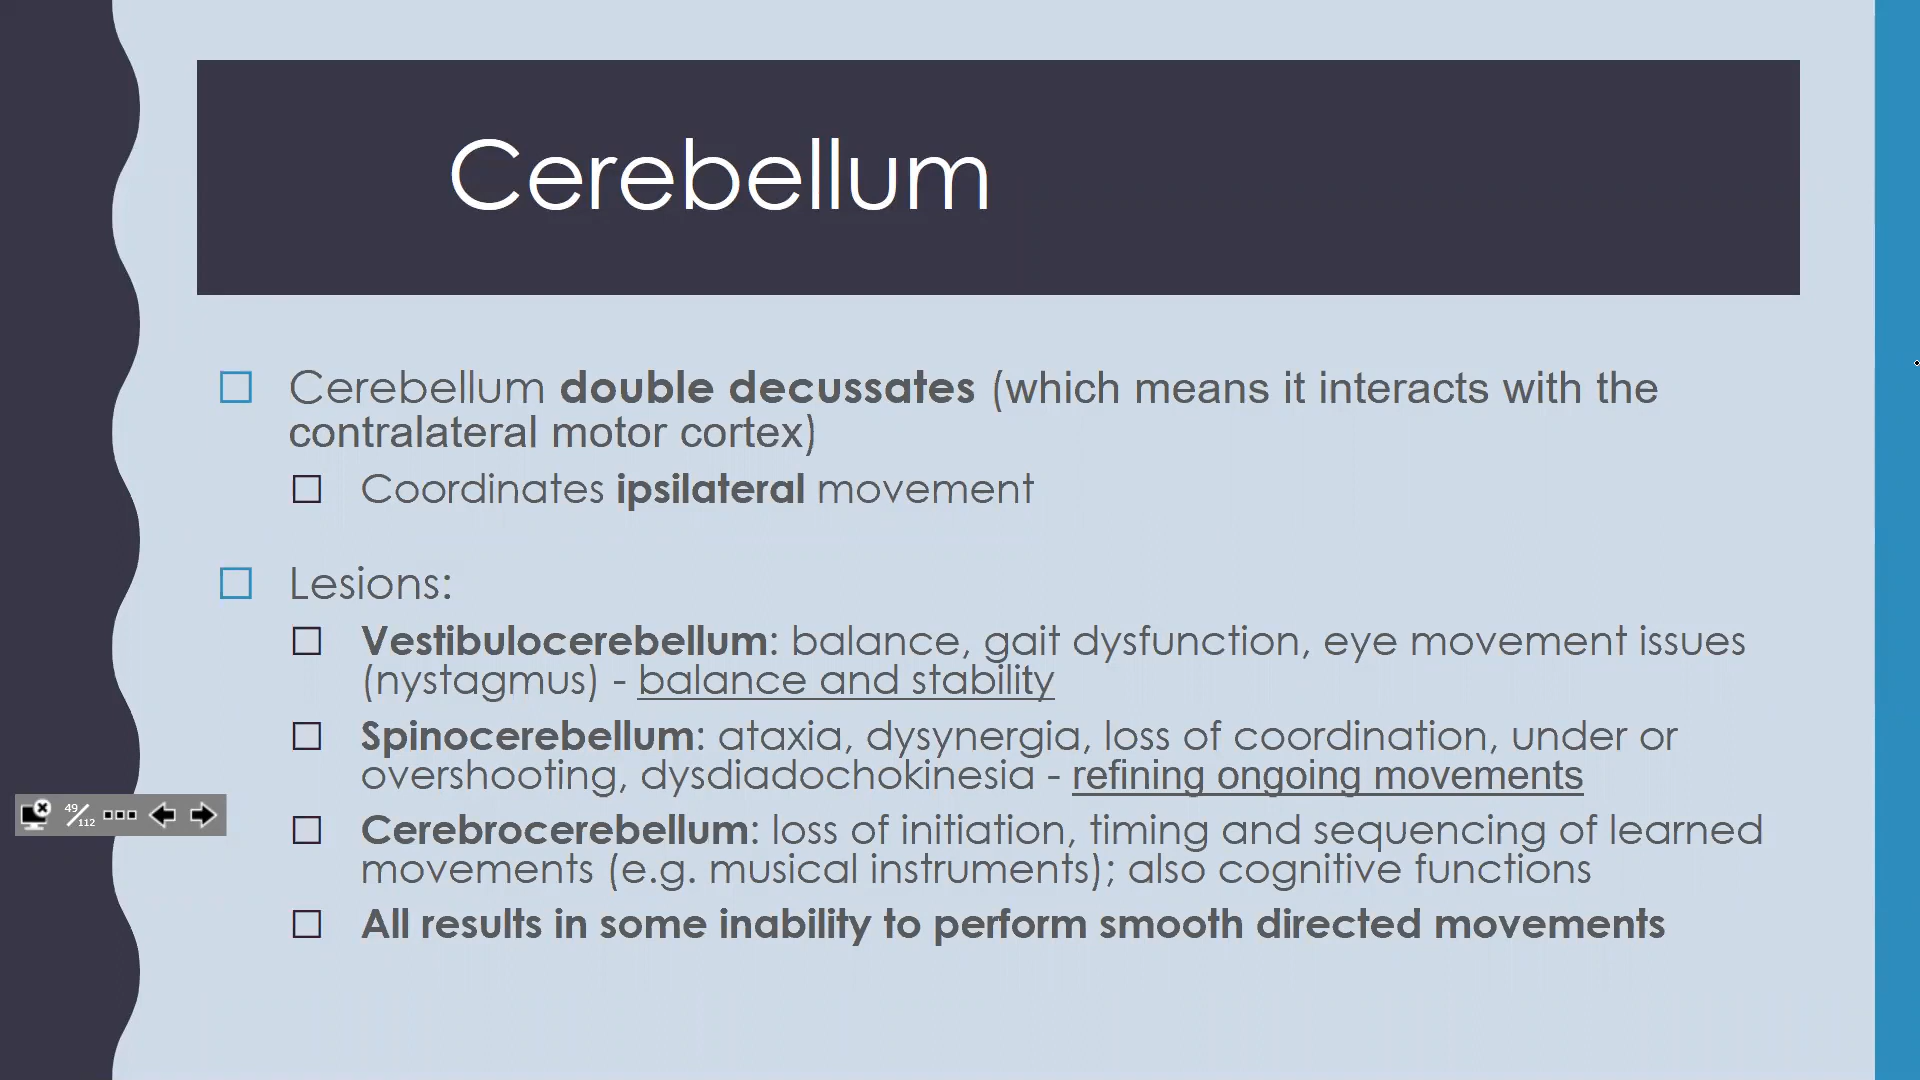 Cerebellum
Cerebellum double decussates (which means it interacts with the
contralateral motor cortex)
Coordinates ipsilateral movement
Lesions:
Vestibulocerebellum: balance, gait dysfunction, eye movement issues
(nystagmus) - balance and stability
Spinocerebellum: ataxia, dysynergia, loss of coordination, under or
overshooting, dysdiadochokinesia - refining ongoing movements
49/112
Cerebrocerebellum: loss of initiation, timing and sequencing of learned
movements (e.g. musical instruments); also cognitive functions
All results in some inability to perform smooth directed movements